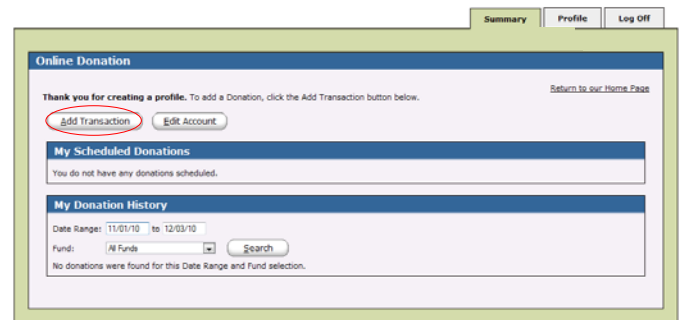 Summary Profile Log Off
Online Donation
Return to our Home Page
Thank you for creating a profile. To add a Donation, click the Add Transaction button below.
Add Transaction Edit Account
My Scheduled Donations
You do not have any donations scheduled.
My Donation History
Date Range: 11/01/10 to 12/03/10
Fund: All Funds Search
No donations were found for this Date Range and Fund selection.